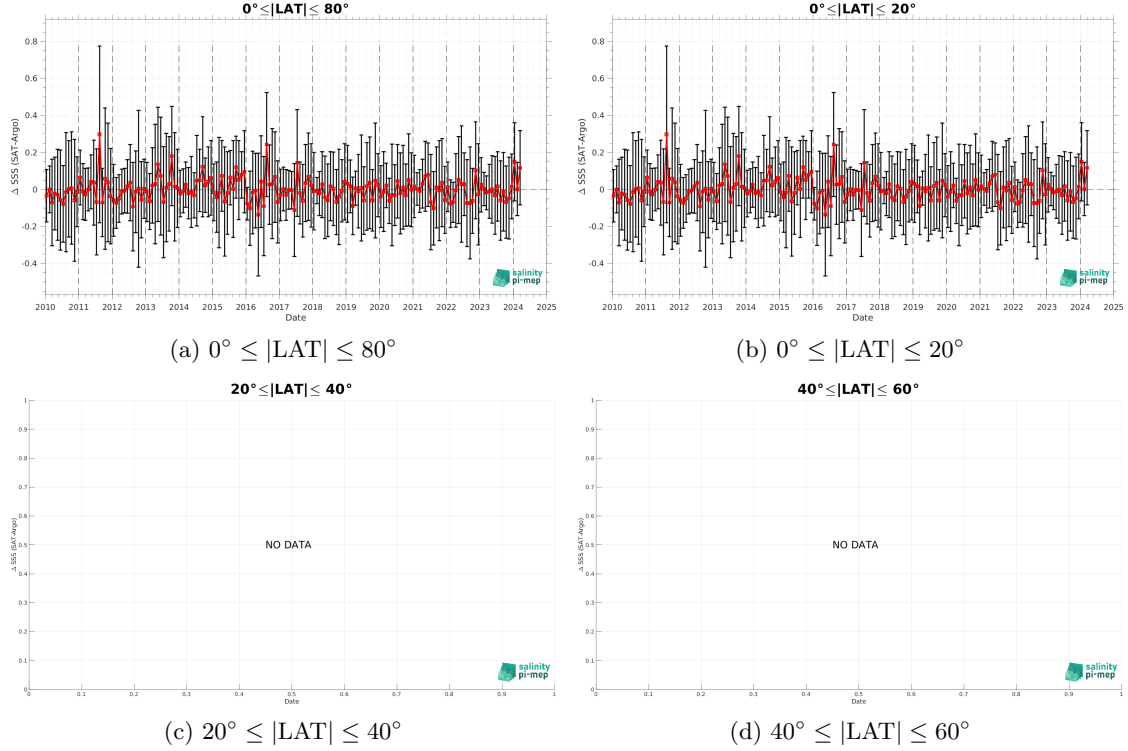 0°≤|LAT|≤ 80°
0.8
0.6
0.4
0.2
0
-0.2
-0.4
Δ SSS (SAT-Argo)
2010 2011 2012 2013 2014 2015 2016 2017 2018 2019 2020 2021 2022 2023 2024 2025
Date
salinity
pi-mep
(a) 0° ≤ |LAT| ≤ 80°
0°≤|LAT|≤ 20°
0.8
0.6
0.4
0.2
0
-0.2
-0.4
Δ SSS (SAT-Argo)
2010 2011 2012 2013 2014 2015 2016 2017 2018 2019 2020 2021 2022 2023 2024 2025
Date
salinity
pi-mep
(b) 0° ≤ |LAT| ≤ 20°
20°≤|LAT|≤ 40°
1
0.9
0.8
0.7
0.6
0.5
0.4
0.3
0.2
0.1
0
Δ SSS (SAT-Argo)
NO DATA
0 0.1 0.2 0.3 0.4 0.5 0.6 0.7 0.8 0.9 1
Date
salinity
pi-mep
(c) 20° ≤ |LAT| ≤ 40°
40°≤|LAT|≤ 60°
1
0.9
0.8
0.7
0.6
0.5
0.4
0.3
0.2
0.1
0
Δ SSS (SAT-Argo)
NO DATA
0 0.1 0.2 0.3 0.4 0.5 0.6 0.7 0.8 0.9 1
Date
salinity
pi-mep
(d) 40° ≤ |LAT| ≤ 60°